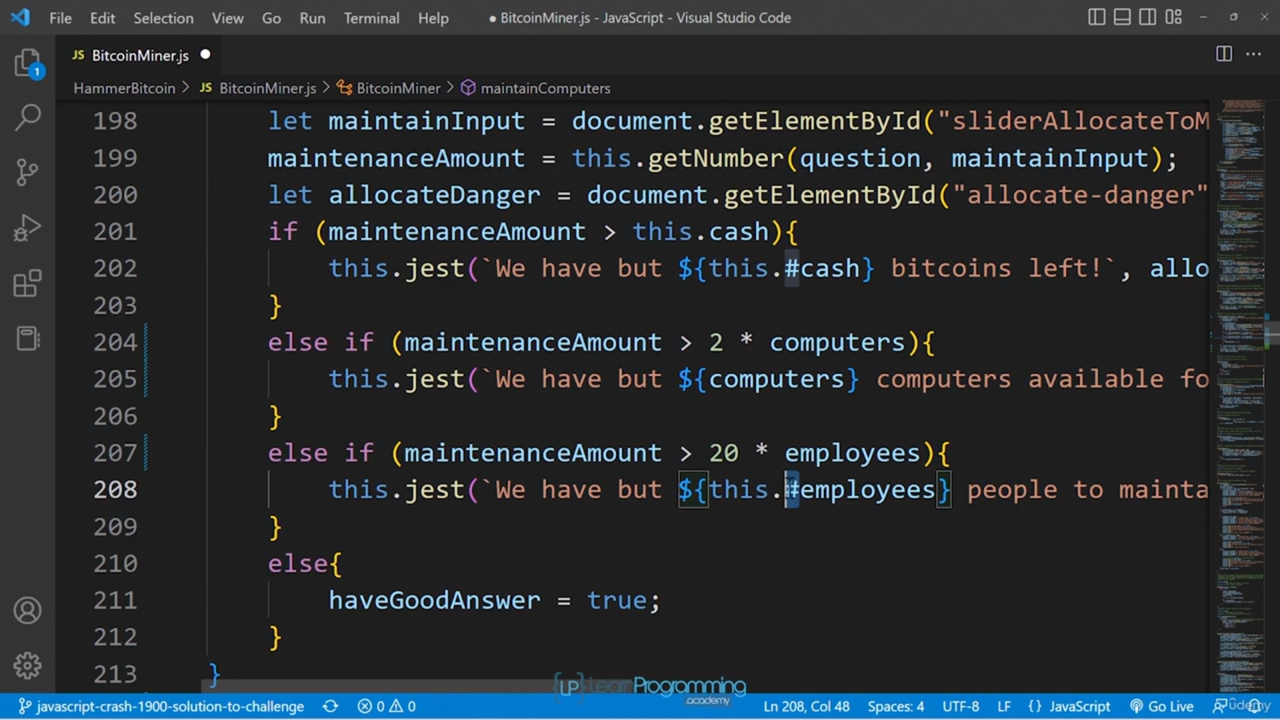 File Edit Selection View Go Run Terminal Help ● BitcoinMiner.js - JavaScript - Visual Studio Code
JS BitcoinMiner.js
HammerBitcoin > JS BitcoinMiner.js > BitcoinMiner > maintainComputers
1
198 let maintainInput = document.getElementById("sliderAllocateToM
199 maintenanceAmount = this.getNumber(question, maintainInput);
200 let allocateDanger = document.getElementById("allocate-danger"
201 if (maintenanceAmount > this.cash){
202 this.jest(`We have but ${this.#cash} bitcoins left!`, allo
203 }
204 else if (maintenanceAmount > 2 * computers){
205 this.jest(`We have but ${computers} computers available fo
206 }
207 else if (maintenanceAmount > 20 * employees){
208 this.jest(`We have but ${this.#employees} people to mainta
209 }
210 else{
211 haveGoodAnswer = true;
212 }
213 }
LP LearnProgramming
academy
javascript-crash-1900-solution-to-challenge 0 0 Ln 208, Col 48 Spaces: 4 UTF-8 LF {} JavaScript Go Live
Udemy